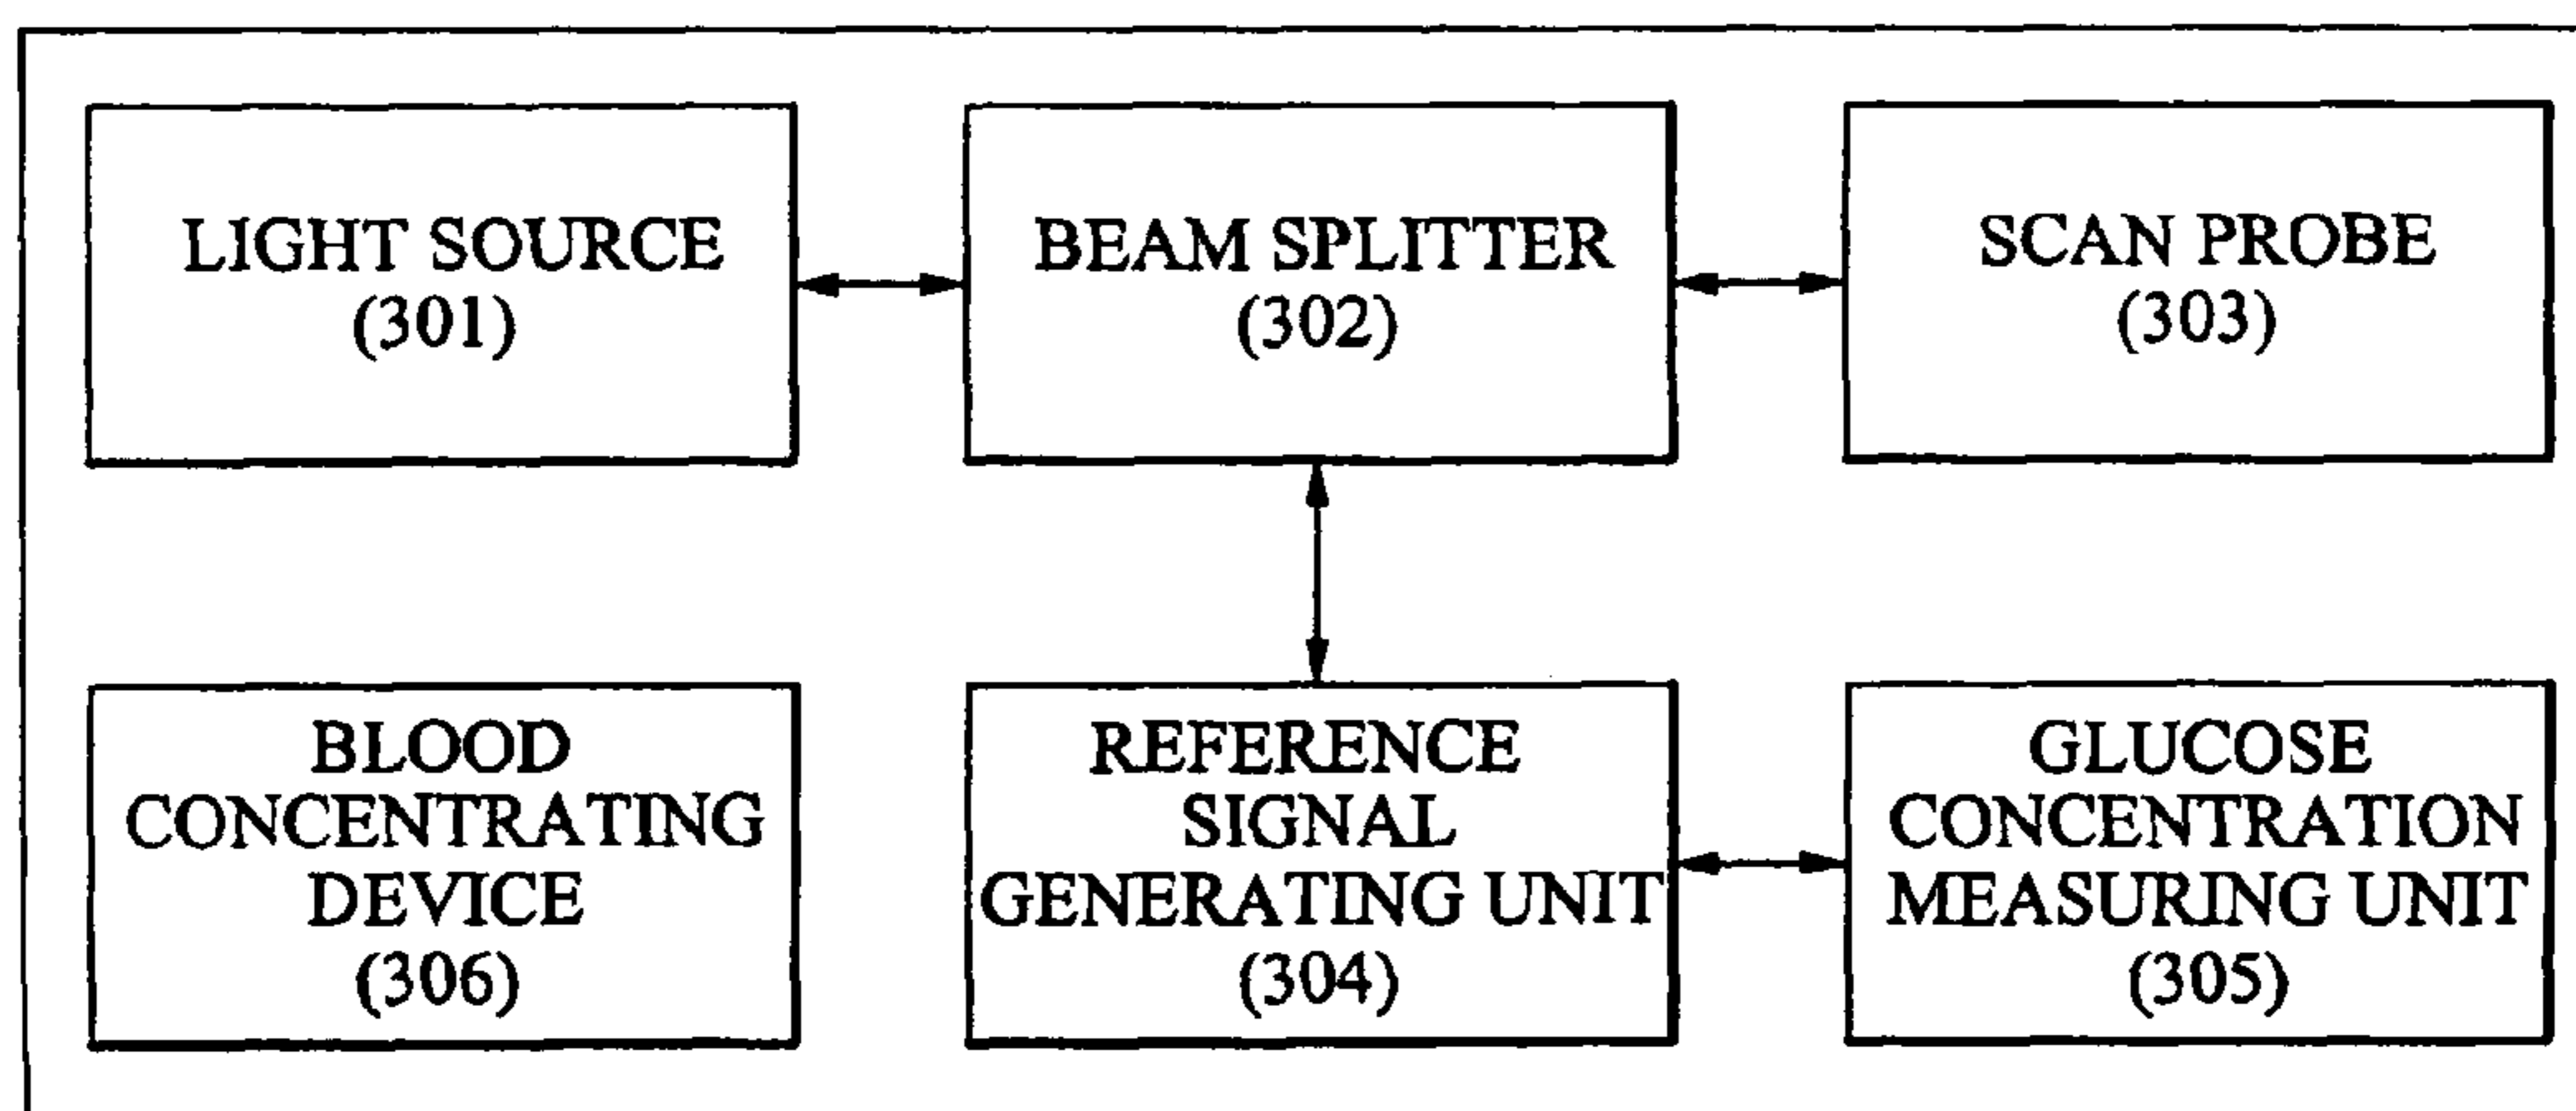 LIGHT SOURCE
(301)
BEAM SPLITTER
(302)
SCAN PROBE
(303)
BLOOD
CONCENTRATING
DEVICE
(306)
REFERENCE
SIGNAL
GENERATING UNIT
(304)
GLUCOSE
CONCENTRATION
MEASURING UNIT
(305)